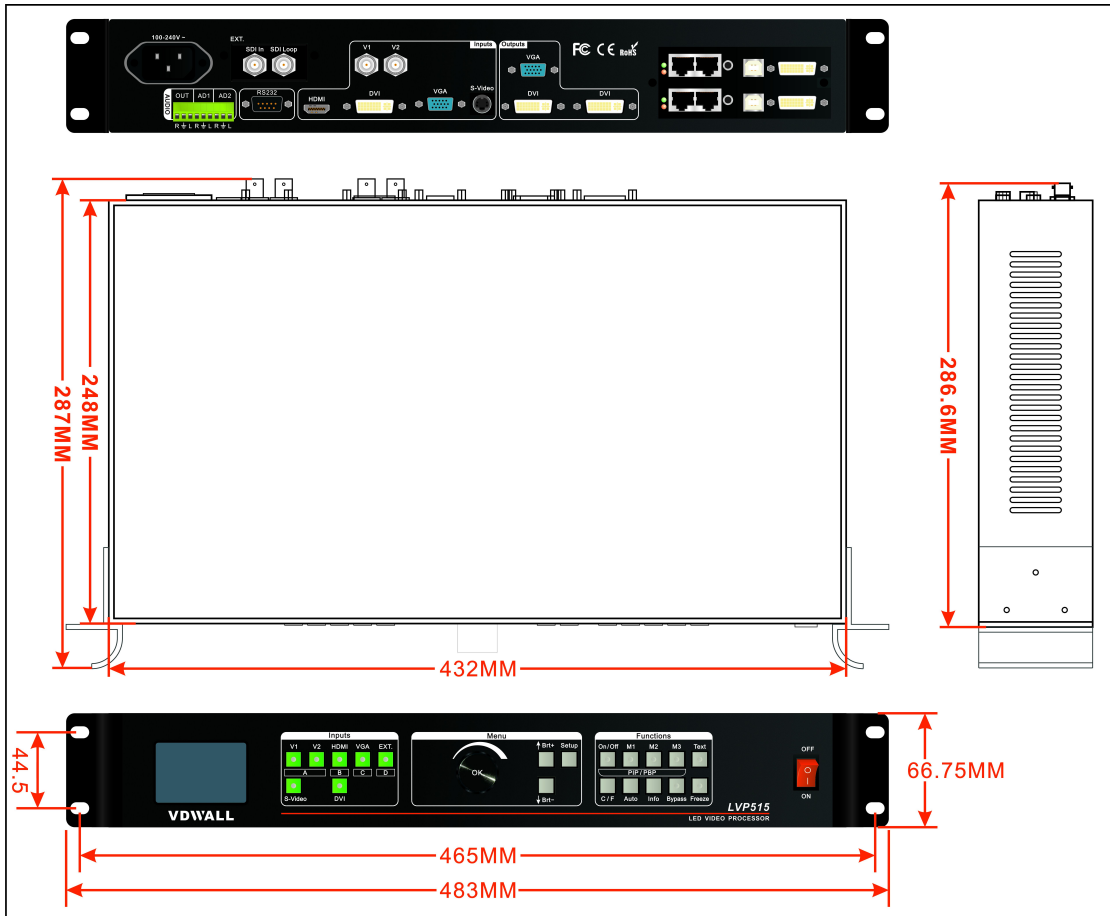 100-240V ~
EXT.
SDI In SDI Loop
V1 V2
Inputs
Outputs
VGA
FC CE RoHS
AUDIO
OUT AD1 AD2
R L R L R L
RS232
HDMI
DVI
VGA
S-Video
DVI
DVI
287MM
248MM
286.6MM
432MM
Inputs
V1 V2 HDMI VGA EXT.
A B C D
S-Video DVI
Menu
OK
Brt+ Setup
Brt-
Functions
On/Off M1 M2 M3 Text
PIP/PBP
C / F Auto Info Bypass Freeze
OFF
ON
VDWALL
LVP515
LED VIDEO PROCESSOR
44.5
66.75MM
465MM
483MM